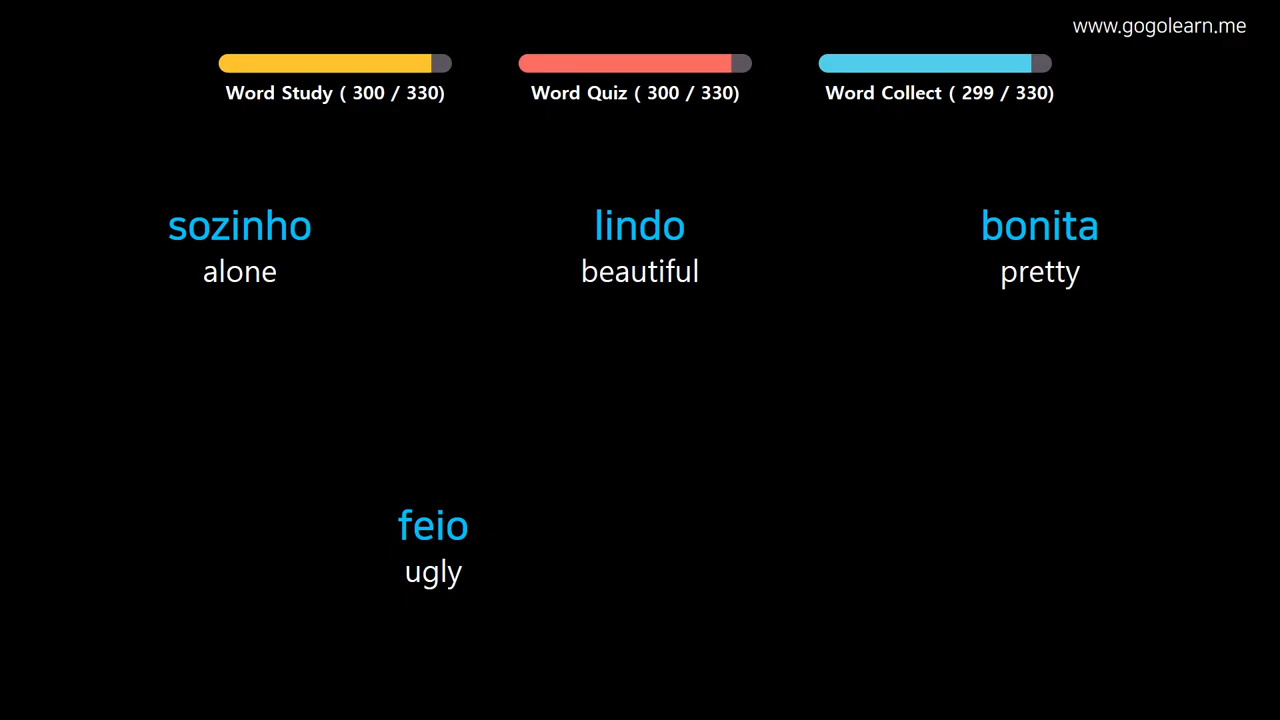 www.gogolearn.me
Word Study ( 300 / 330)
Word Quiz ( 300 / 330)
Word Collect ( 299 / 330)
sozinho
alone
lindo
beautiful
bonita
pretty
feio
ugly